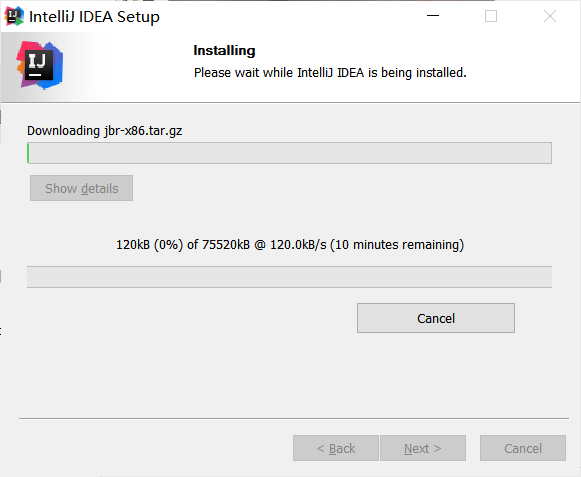 IntelliJ IDEA Setup
IJ
Installing
Please wait while IntelliJ IDEA is being installed.
Downloading jbr-x86.tar.gz
Show details
120kB (0%) of 75520kB @ 120.0kB/s (10 minutes remaining)
Cancel
< Back
Next >
Cancel